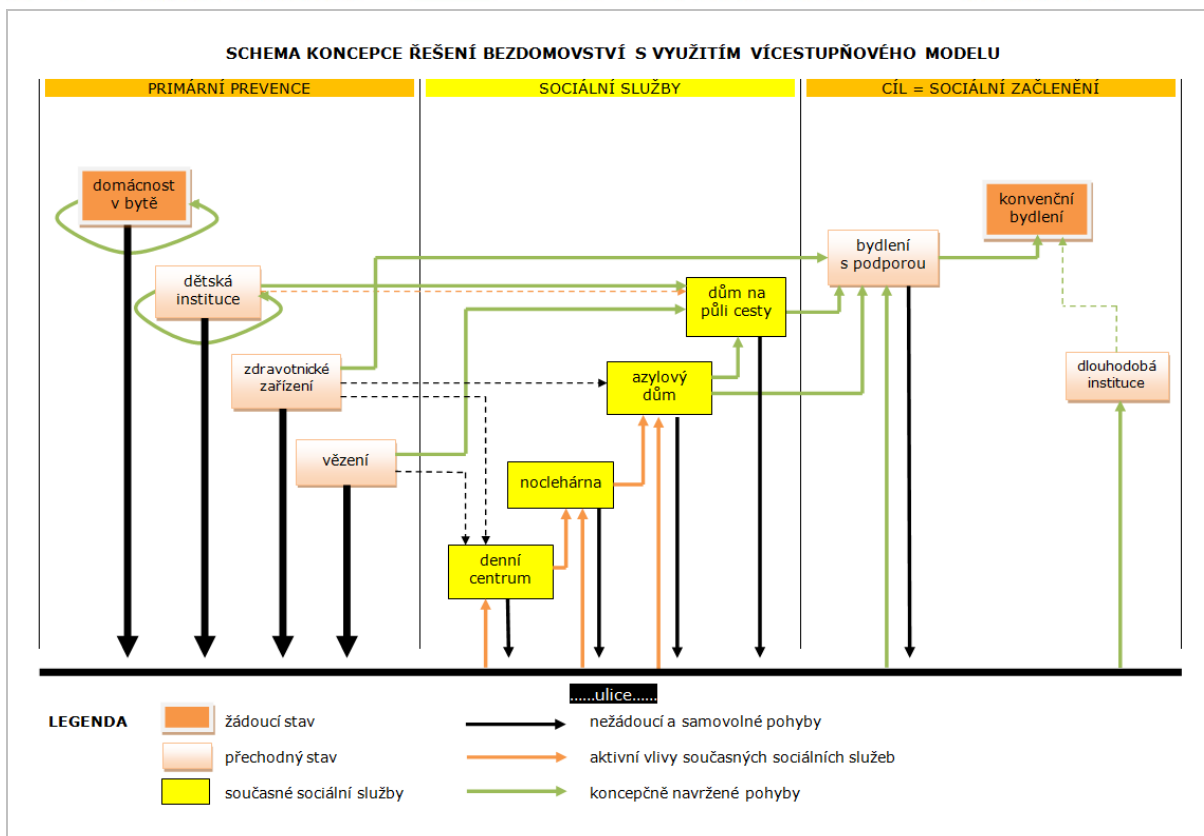 SCHEMA KONCEPCE ŘEŠENÍ BEZDOMOVSTVÍ S VYUŽITÍM VÍCESTUPŇOVÉHO MODELU
PRIMÁRNÍ PREVENCE
SOCIÁLNÍ SLUŽBY
CÍL = SOCIÁLNÍ ZAČLENĚNÍ
domácnost
v bytě
dětská
instituce
zdravotnické
zařízení
vězení
denní
centrum
noclehárna
azylový
dům
dům na
půli cesty
bydlení
s podporou
konvenční
bydlení
dlouhodobá
instituce
......ulice......
LEGENDA
žádoucí stav
přechodný stav
současné sociální služby
nežádoucí a samovolné pohyby
aktivní vlivy současných sociálních služeb
koncepčně navržené pohyby